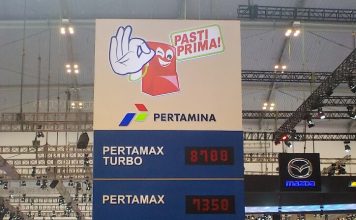 PASTI
PRIMA!
PERTAMINA
PERTAMAX
TURBO
8700
PERTAMAX
7350
mazda